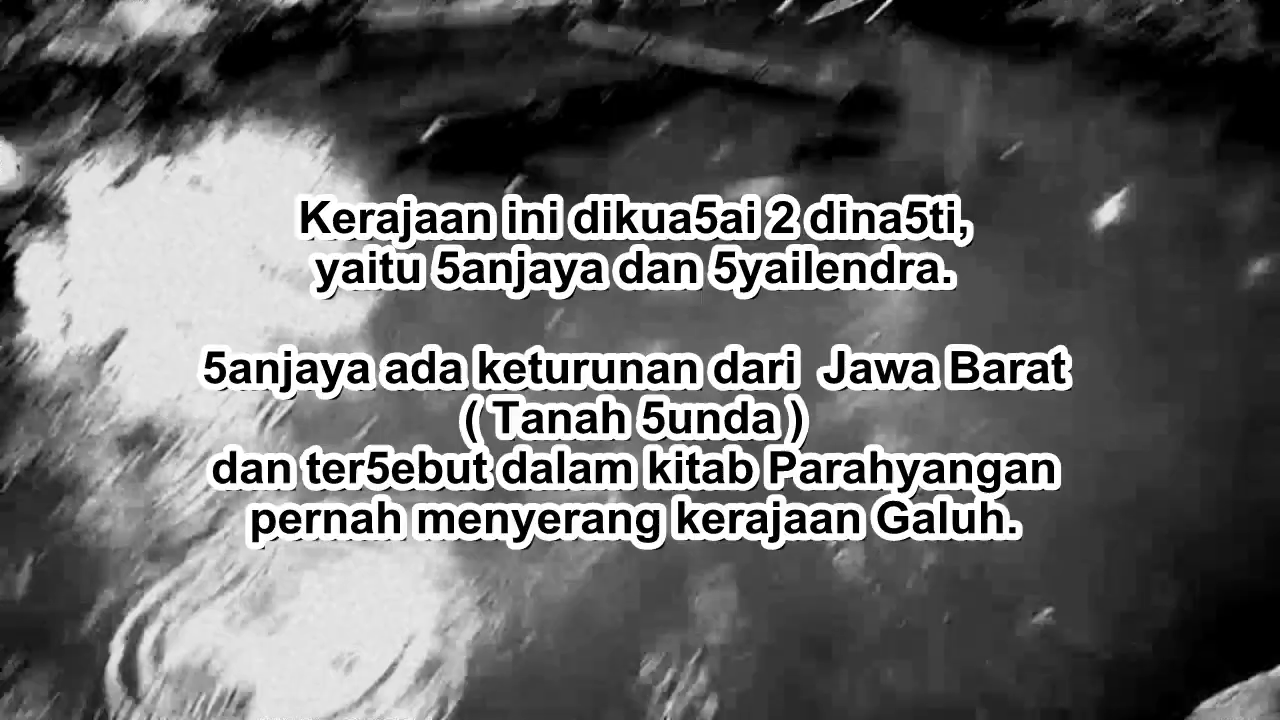 Kerajaan ini dikua5ai 2 dina5ti,
yaitu 5anjaya dan 5yailendra.
5anjaya ada keturunan dari  Jawa Barat
( Tanah 5unda )
dan ter5ebut dalam kitab Parahyangan
pernah menyerang kerajaan Galuh.